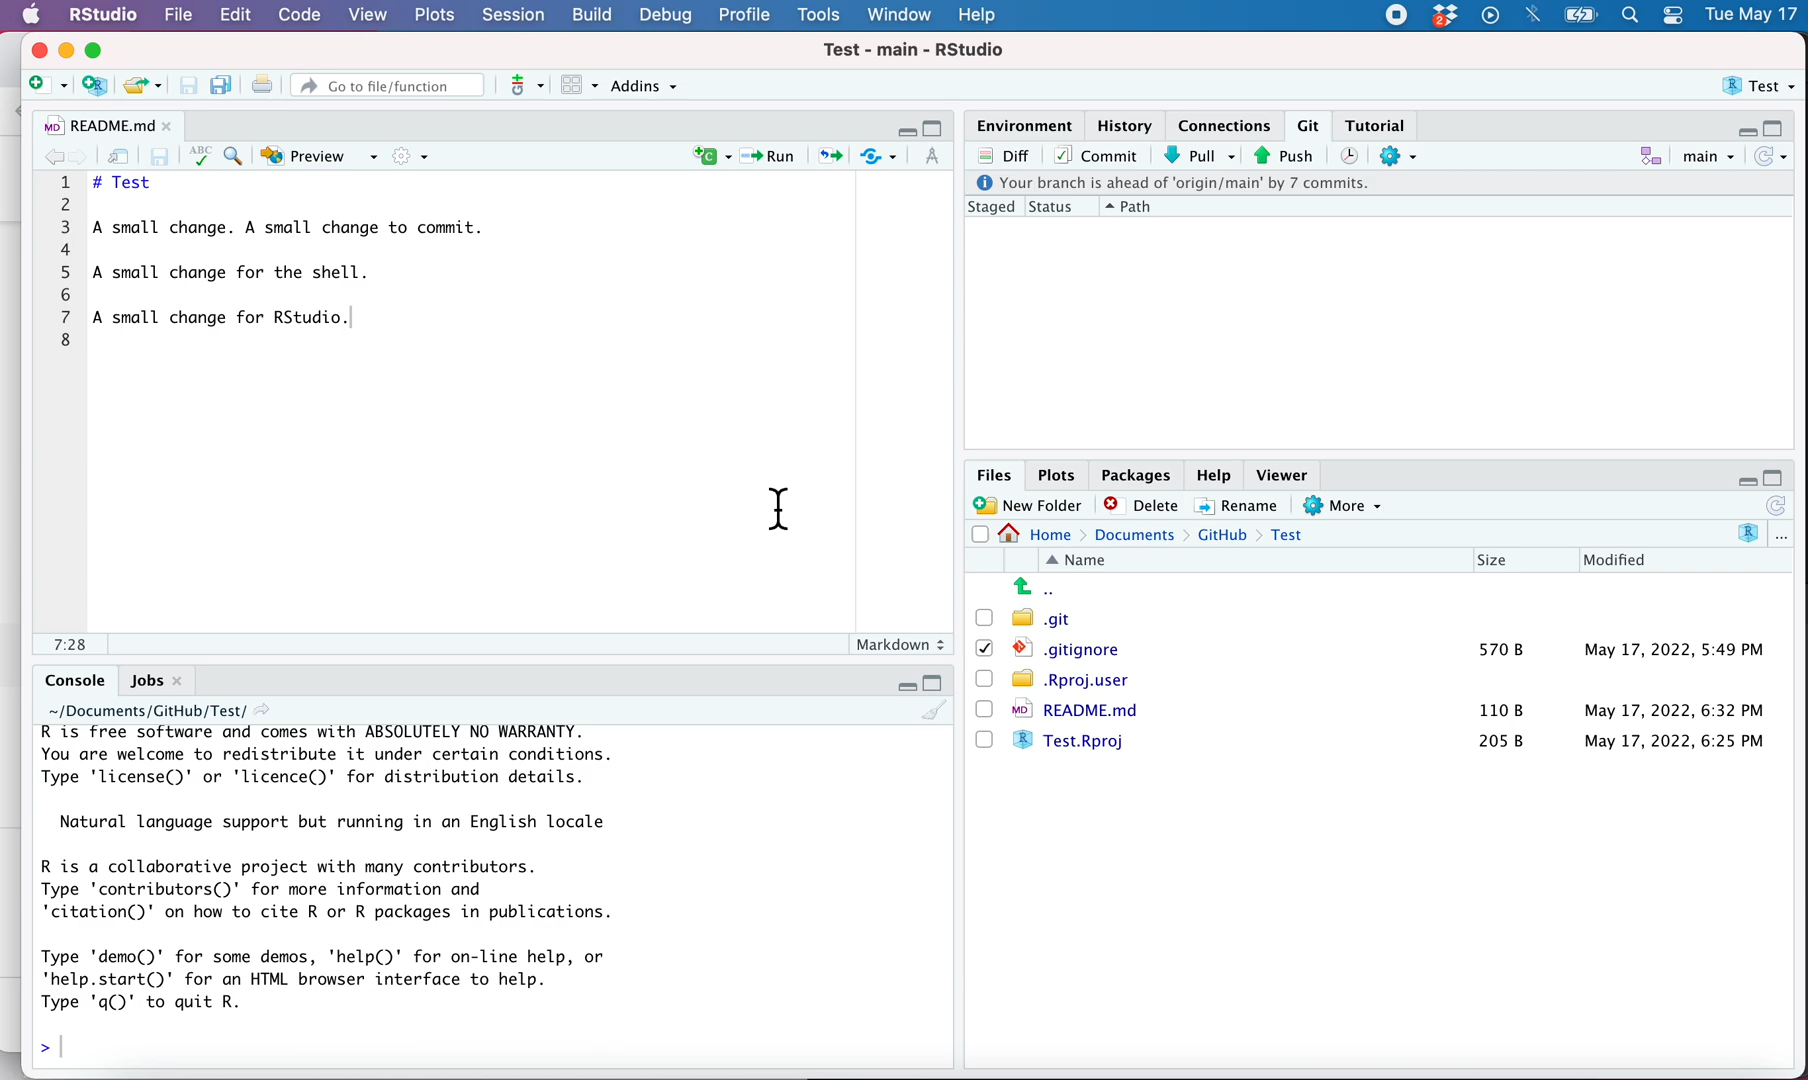 RStudio File Edit Code View Plots Session Build Debug Profile Tools Window Help 2 Tue May 17
Test - main - RStudio
Go to file/function Addins Test
MD README.md
ABC Preview Run
1 # Test
2
3 A small change. A small change to commit.
4
5 A small change for the shell.
6
7 A small change for RStudio.
8
7:28 Markdown
Console Jobs
~/Documents/GitHub/Test/
R is free software and comes with ABSOLUTELY NO WARRANTY.
You are welcome to redistribute it under certain conditions.
Type 'license()' or 'licence()' for distribution details.
Natural language support but running in an English locale
R is a collaborative project with many contributors.
Type 'contributors()' for more information and
'citation()' on how to cite R or R packages in publications.
Type 'demo()' for some demos, 'help()' for on-line help, or
'help.start()' for an HTML browser interface to help.
Type 'q()' to quit R.
>
Environment History Connections Git Tutorial
Diff Commit Pull Push main
Your branch is ahead of 'origin/main' by 7 commits.
Staged Status Path
Files Plots Packages Help Viewer
New Folder Delete Rename More
Home Documents GitHub Test ...
Name Size Modified
..
.git
.gitignore 570 B May 17, 2022, 5:49 PM
.Rproj.user
MD README.md 110 B May 17, 2022, 6:32 PM
Test.Rproj 205 B May 17, 2022, 6:25 PM